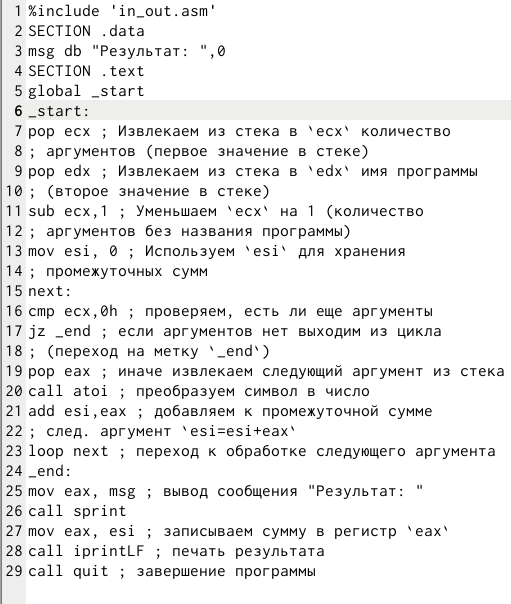 1 %include 'in_out.asm'
2 SECTION .data
3 msg db "Результат: ",0
4 SECTION .text
5 global _start
6 _start:
7 pop ecx ; Извлекаем из стека в `ecx` количество
8 ; аргументов (первое значение в стеке)
9 pop edx ; Извлекаем из стека в `edx` имя программы
10 ; (второе значение в стеке)
11 sub ecx,1 ; Уменьшаем `ecx` на 1 (количество
12 ; аргументов без названия программы)
13 mov esi, 0 ; Используем `esi` для хранения
14 ; промежуточных сумм
15 next:
16 cmp ecx,0h ; проверяем, есть ли еще аргументы
17 jz _end ; если аргументов нет выходим из цикла
18 ; (переход на метку `_end`)
19 pop eax ; иначе извлекаем следующий аргумент из стека
20 call atoi ; преобразуем символ в число
21 add esi,eax ; добавляем к промежуточной сумме
22 ; след. аргумент `esi=esi+eax`
23 loop next ; переход к обработке следующего аргумента
24 _end:
25 mov eax, msg ; вывод сообщения "Результат: "
26 call sprint
27 mov eax, esi ; записываем сумму в регистр `eax`
28 call iprintLF ; печать результата
29 call quit ; завершение программы